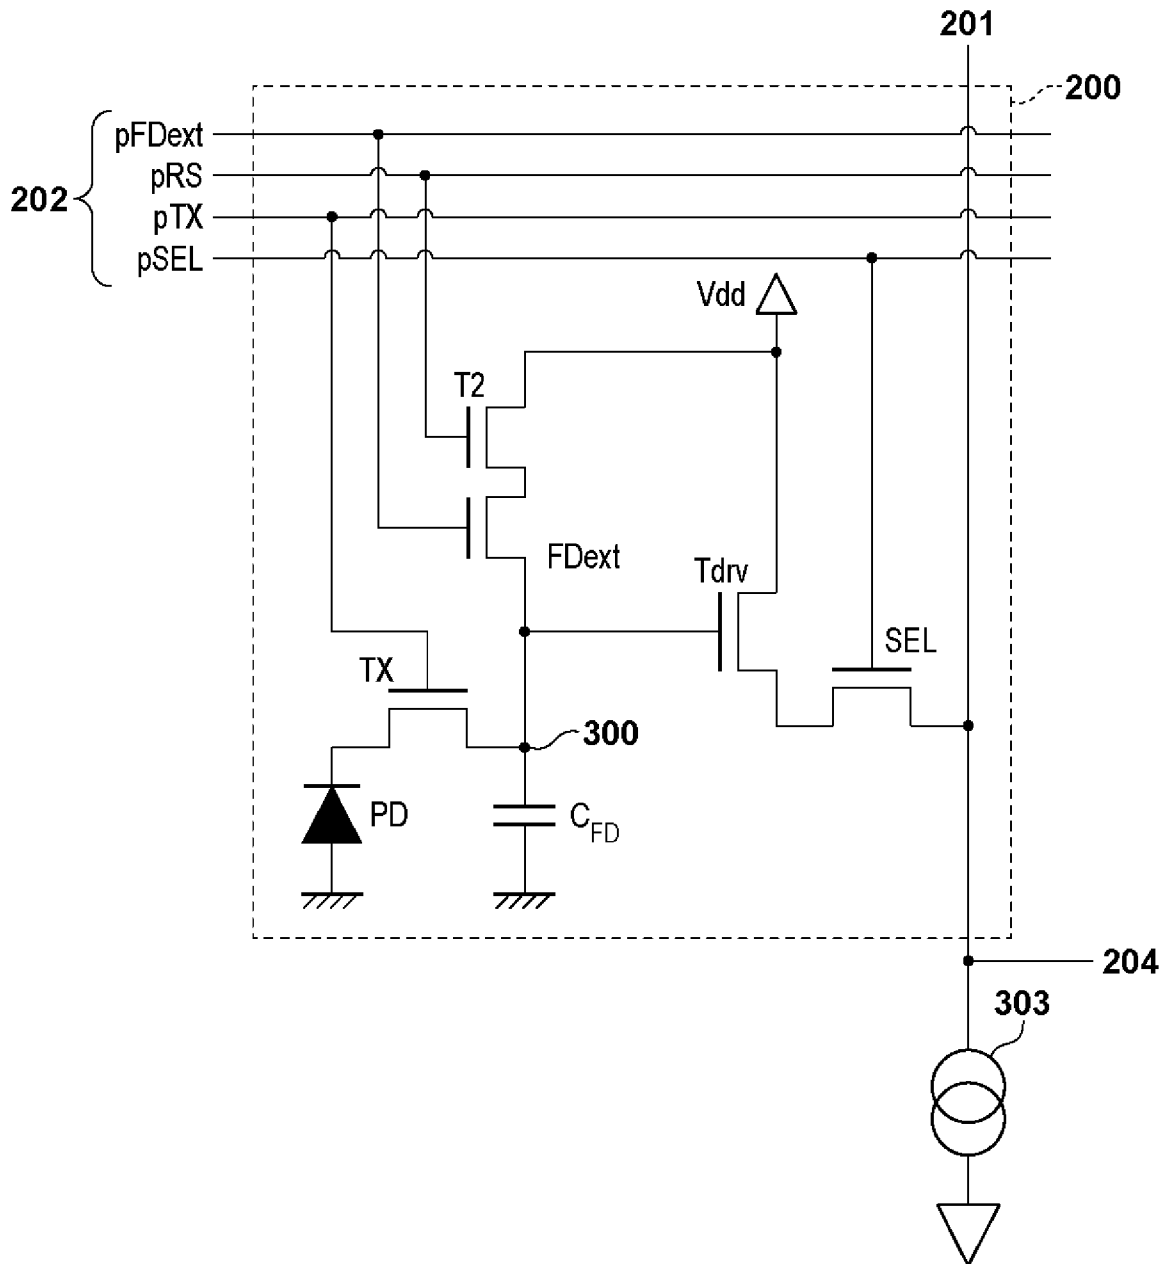 201
200
pFDext
pRS
202
pTX
pSEL
Vdd
T2
FDext
Tdrv
SEL
TX
300
PD
CFD
204
303